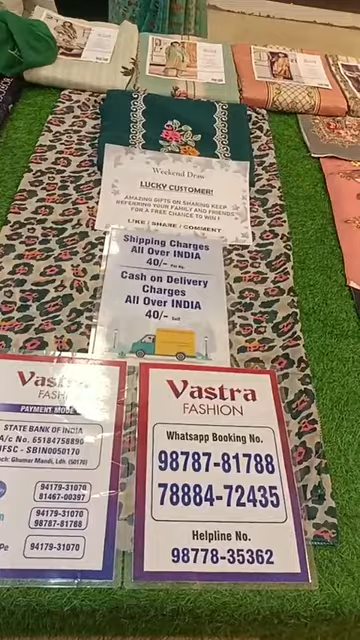 Weekend Draw
LUCKY CUSTOMER!
AMAZING GIFTS ON SHARING KEEP
REFERRING YOUR FAMILY AND FRIENDS
FOR A FREE CHANCE TO WIN !
LIKE / SHARE / COMMENT
Shipping Charges
All Over INDIA
40/- Per Kg.
Cash on Delivery
Charges
All Over INDIA
40/-
Vastra
FASHION
PAYMENT MODE
STATE BANK OF INDIA
A/c No. 65184758890
IFSC - SBIN0050170
Ghumar Mandi, Ldh. (50170)
94179-31070
81467-00397
94179-31070
98787-81788
94179-31070
Vastra
FASHION
Whatsapp Booking No.
98787-81788
78884-72435
Helpline No.
98778-35362